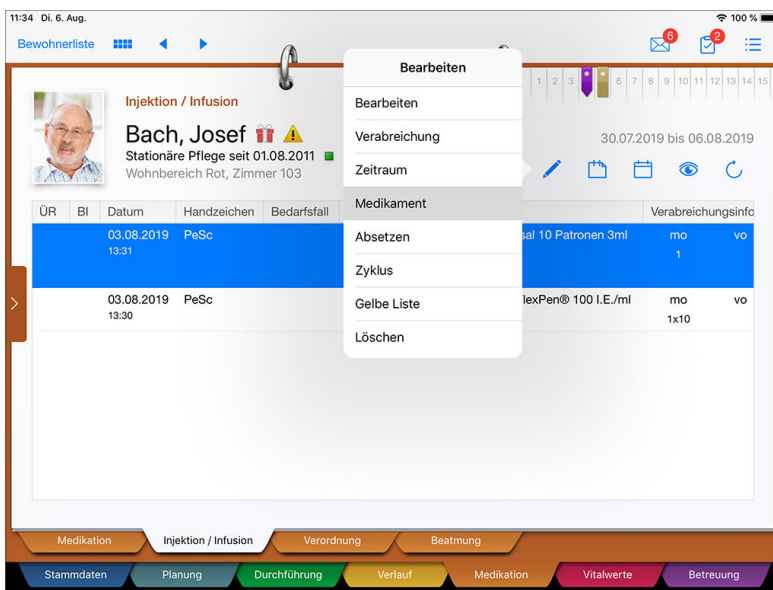 11:34 Di. 6. Aug. 100 %
Bewohnerliste
6
2
Bearbeiten
Bearbeiten
Verabreichung
Zeitraum
Medikament
Absetzen
Zyklus
Gelbe Liste
Löschen
1 2 3 6 7 8 9 10 11 12 13 14 15
Injektion / Infusion
Bach, Josef
Stationäre Pflege seit 01.08.2011
Wohnbereich Rot, Zimmer 103
30.07.2019 bis 06.08.2019
ÜR BI Datum Handzeichen Bedarfsfall Verabreichungsinfo
03.08.2019 PeSc sal 10 Patronen 3ml mo vo
13:31 1
03.08.2019 PeSc lexPen® 100 I.E./ml mo vo
13:30 1x10
Medikation Injektion / Infusion Verordnung Beatmung
Stammdaten Planung Durchführung Verlauf Medikation Vitalwerte Betreuung